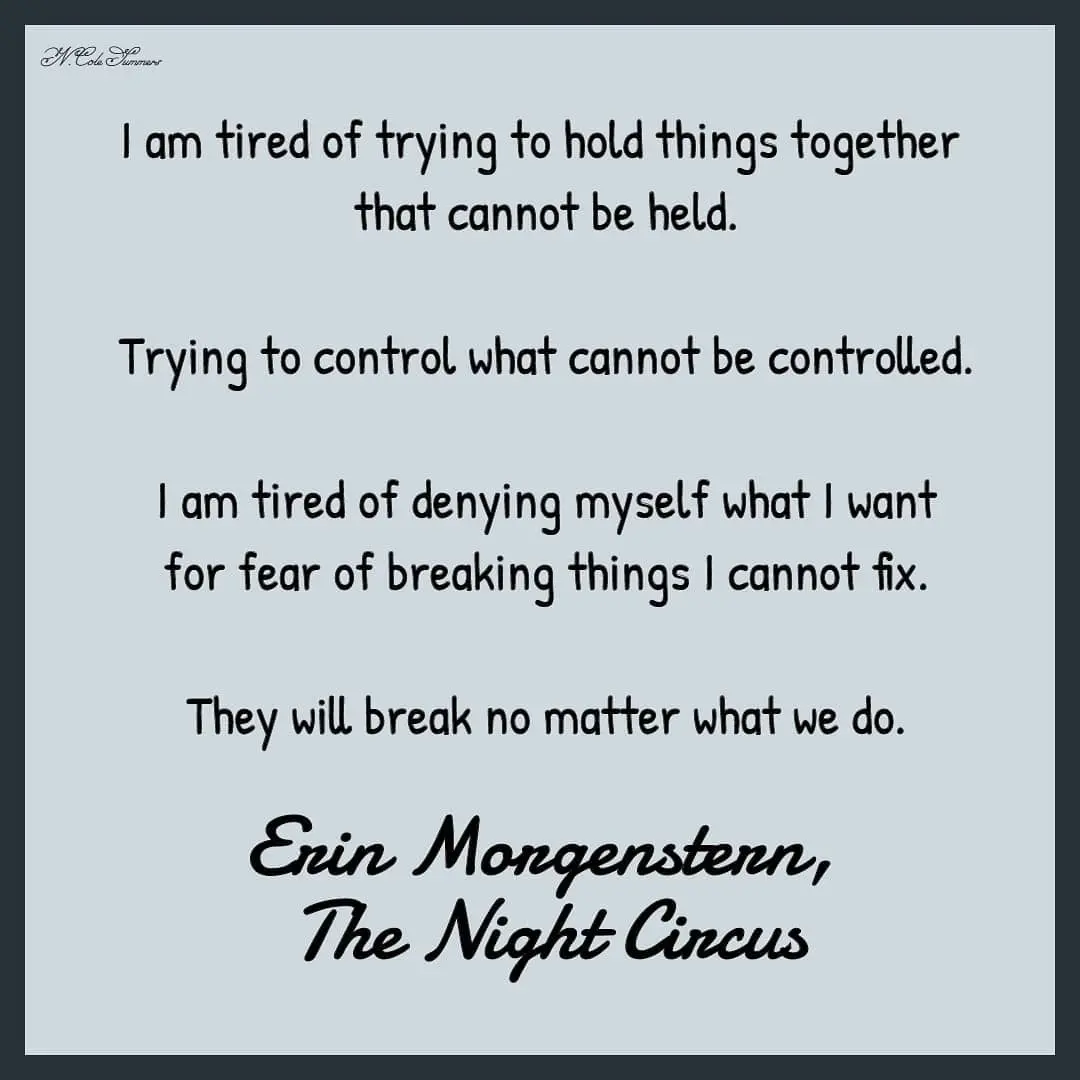 N. Cole Summers
I am tired of trying to hold things together
that cannot be held.
Trying to control what cannot be controlled.
I am tired of denying myself what I want
for fear of breaking things I cannot fix.
They will break no matter what we do.
Erin Morgenstern,
The Night Circus